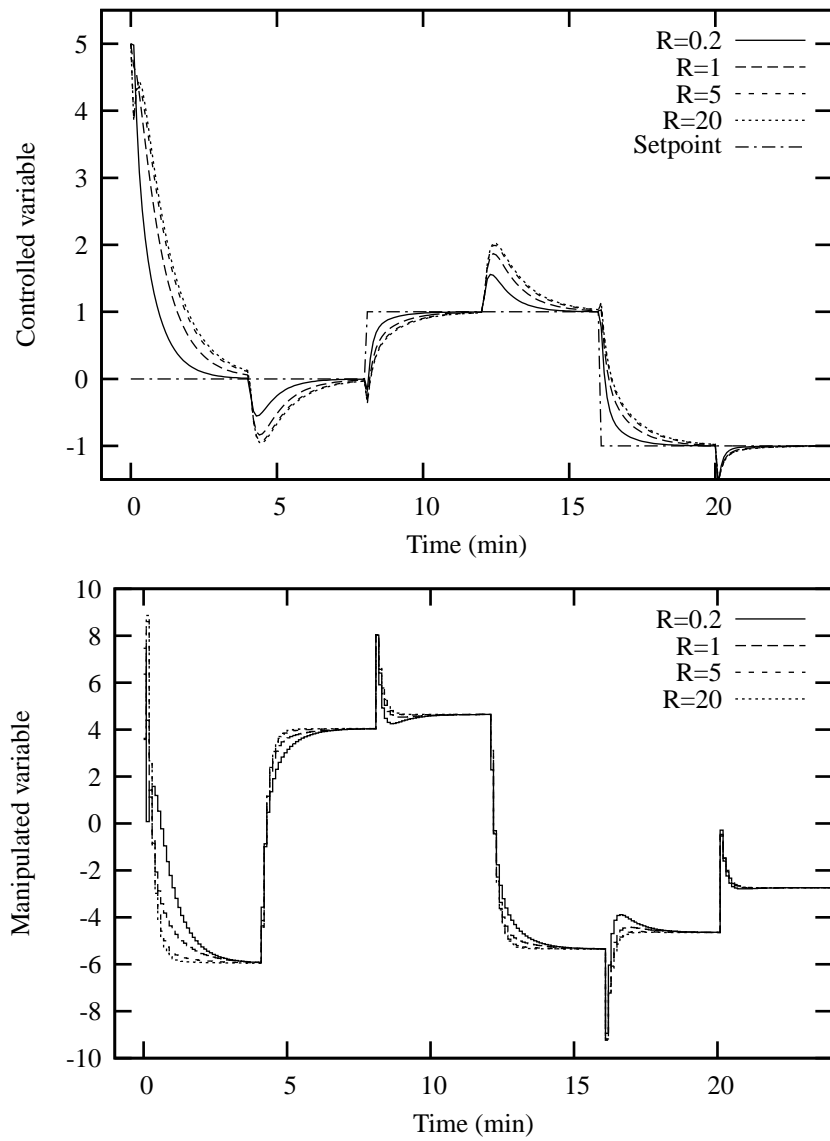 R=0.2
R=1
R=5
R=20
Setpoint
5
4
3
2
1
0
-1
Controlled variable
0
5
10
15
20
Time (min)
R=0.2
R=1
R=5
R=20
10
8
6
4
2
0
-2
-4
-6
-8
-10
Manipulated variable
0
5
10
15
20
Time (min)